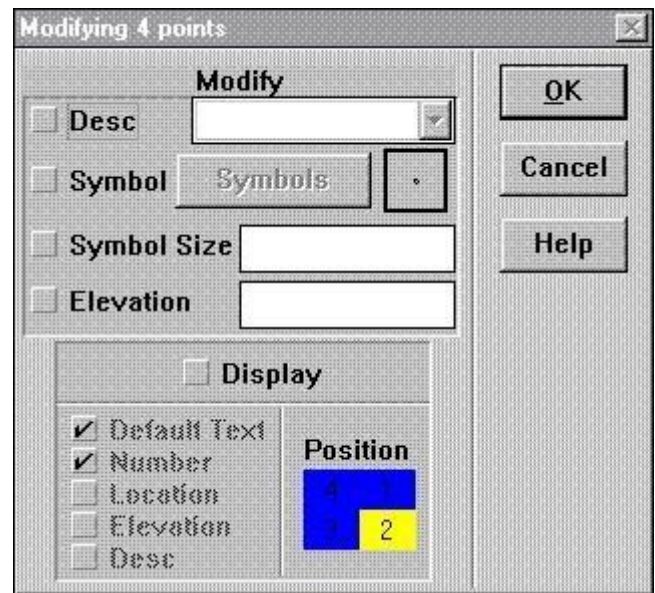 Modifying 4 points
Modify
Desc
Symbol Symbols
Symbol Size
Elevation
OK
Cancel
Help
Display
Default Text
Number
Location
Elevation
Desc
Position
4 1
3 2